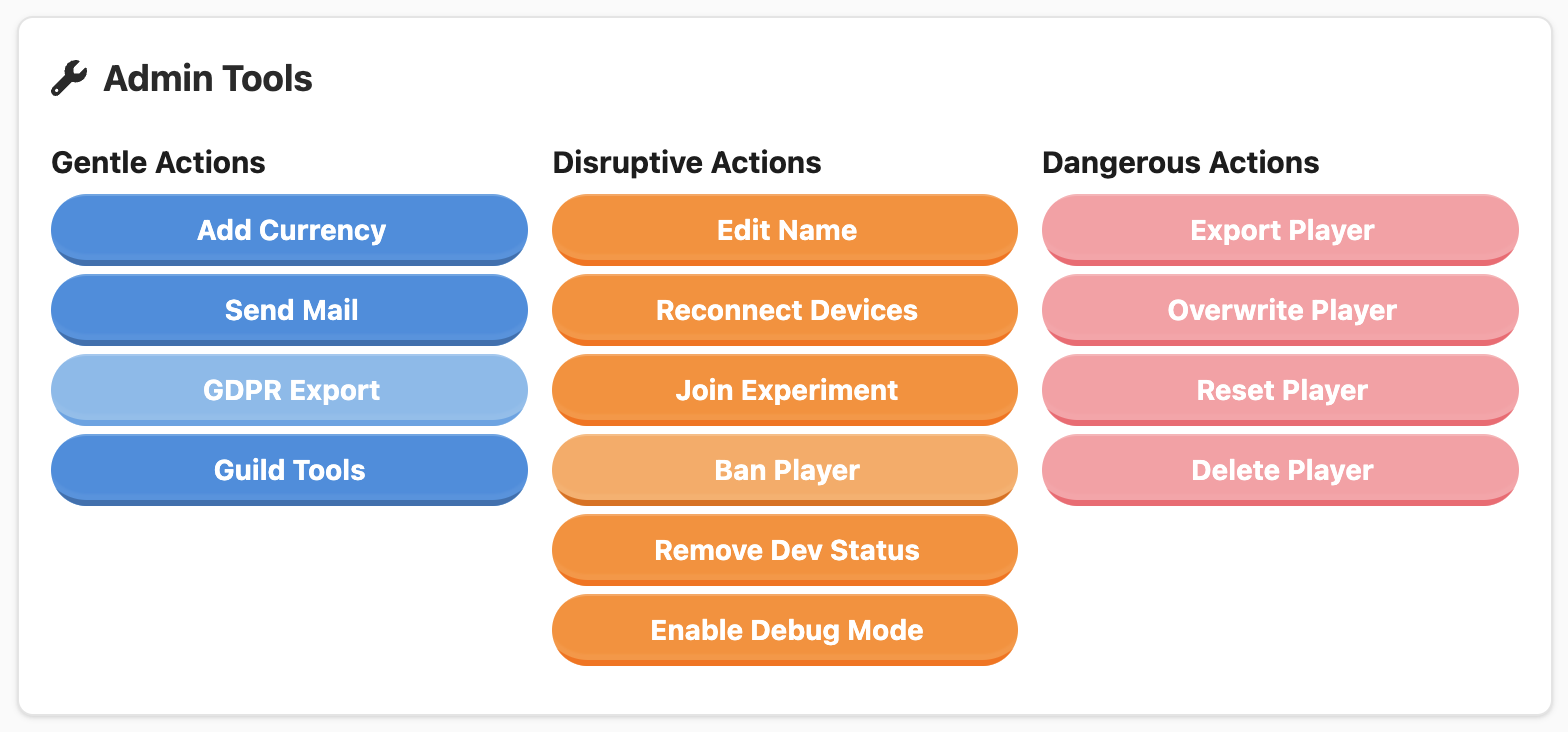 Admin Tools
Gentle Actions
Add Currency
Send Mail
GDPR Export
Guild Tools
Disruptive Actions
Edit Name
Reconnect Devices
Join Experiment
Ban Player
Remove Dev Status
Enable Debug Mode
Dangerous Actions
Export Player
Overwrite Player
Reset Player
Delete Player